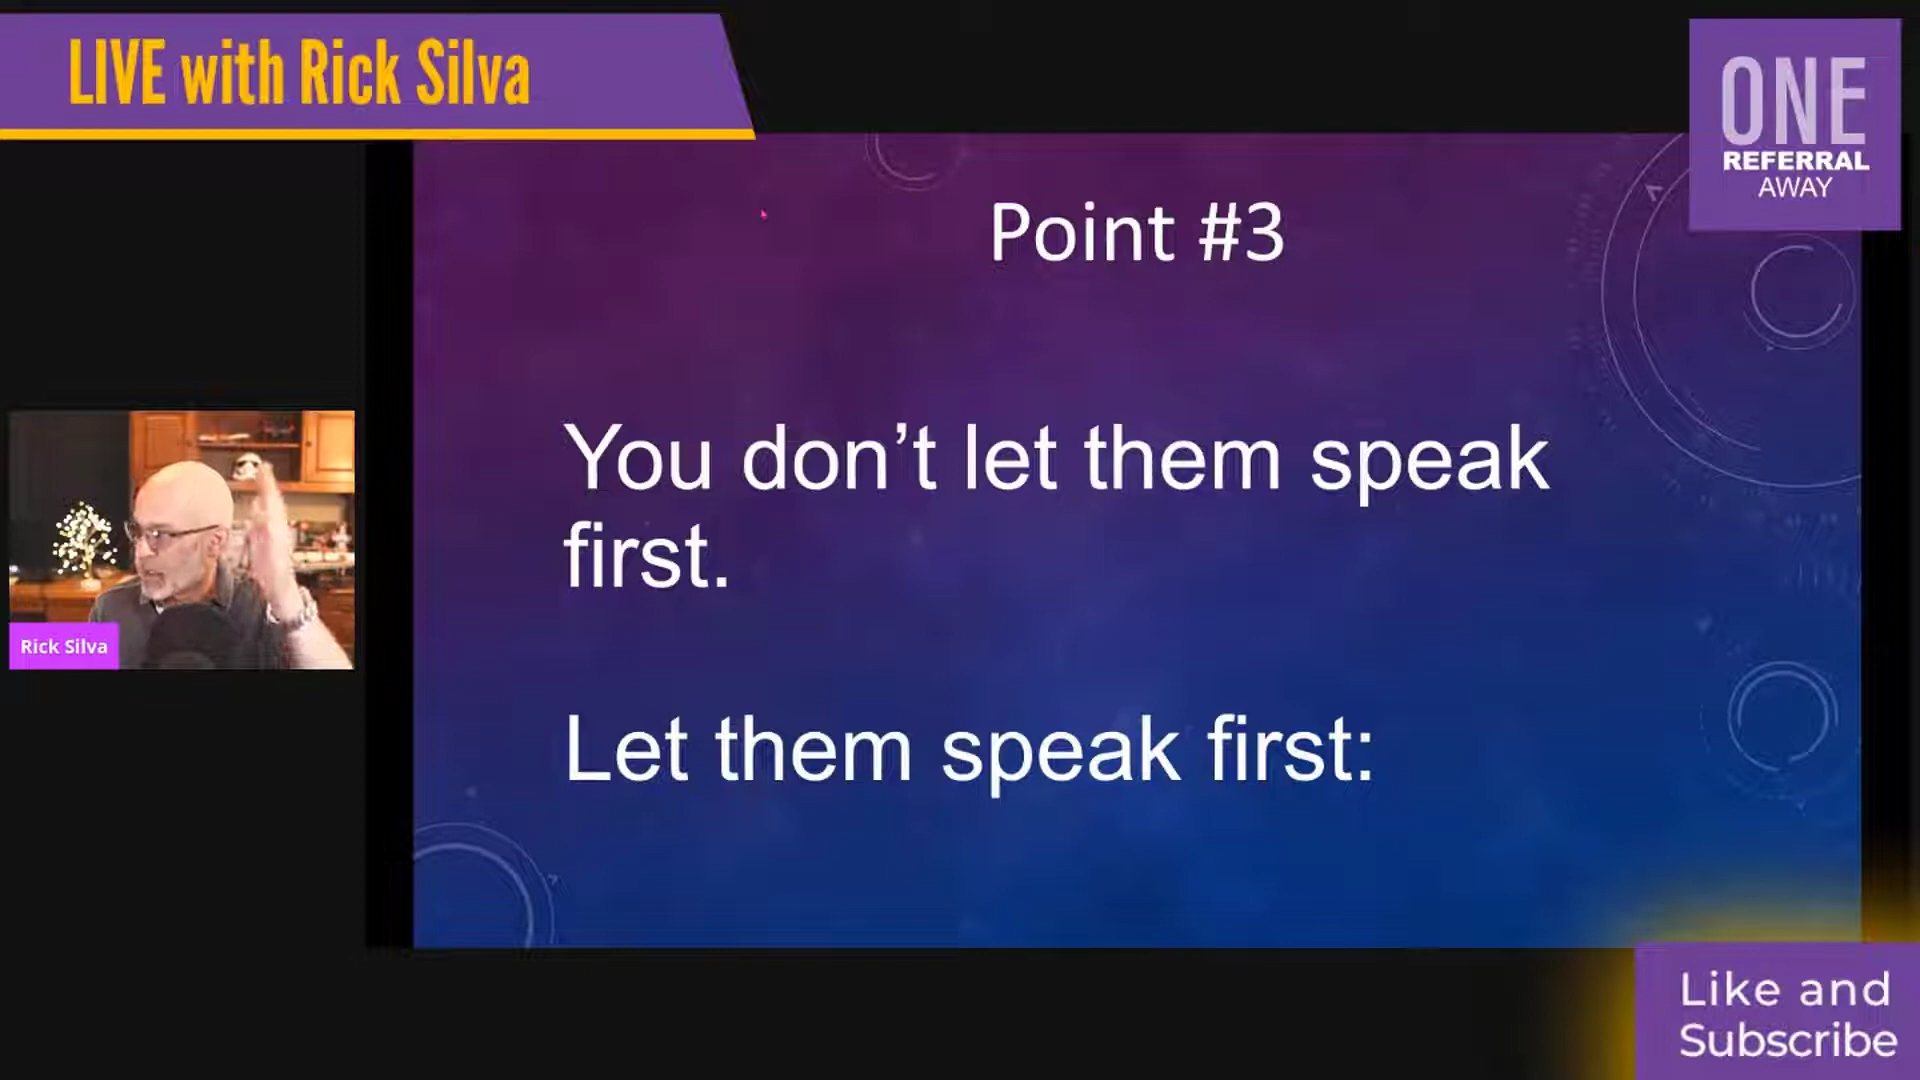 LIVE with Rick Silva
ONE
REFERRAL
AWAY
Point #3
You don’t let them speak
first.
Let them speak first:
Rick Silva
Like and
Subscribe